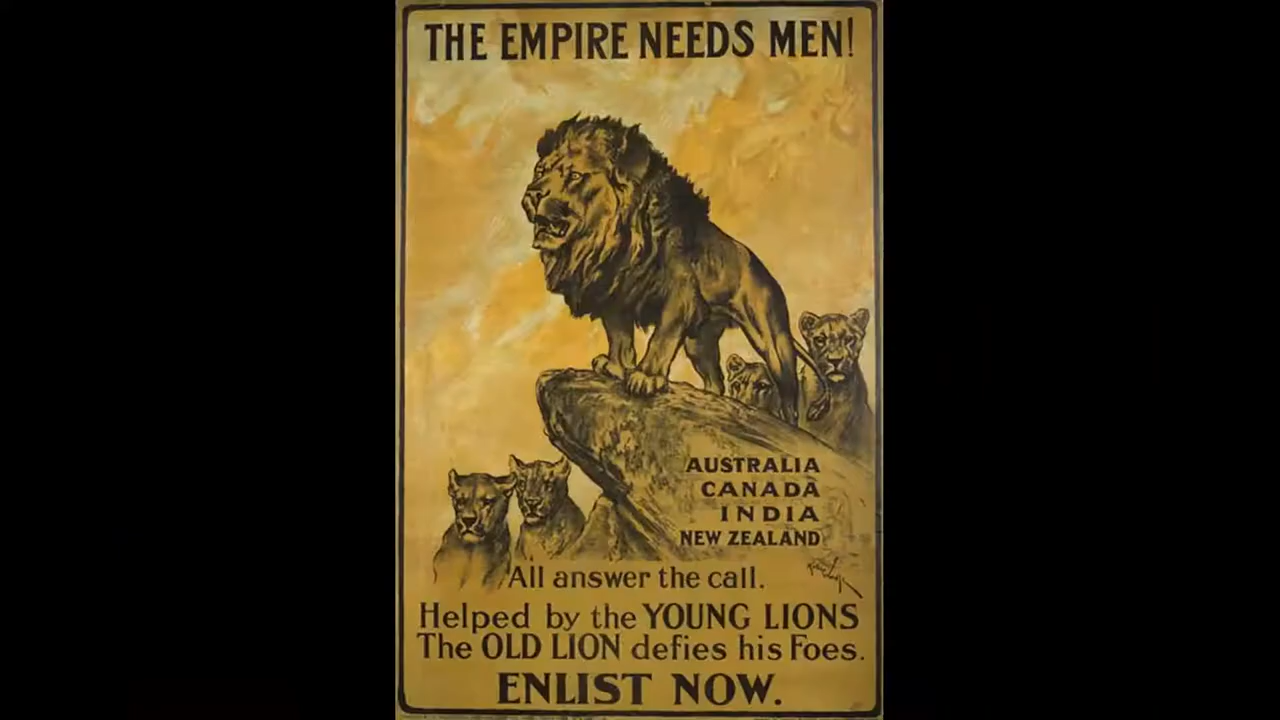 THE EMPIRE NEEDS MEN!
AUSTRALIA
CANADA
INDIA
NEW ZEALAND
All answer the call.
Helped by the YOUNG LIONS
The OLD LION defies his Foes.
ENLIST NOW.